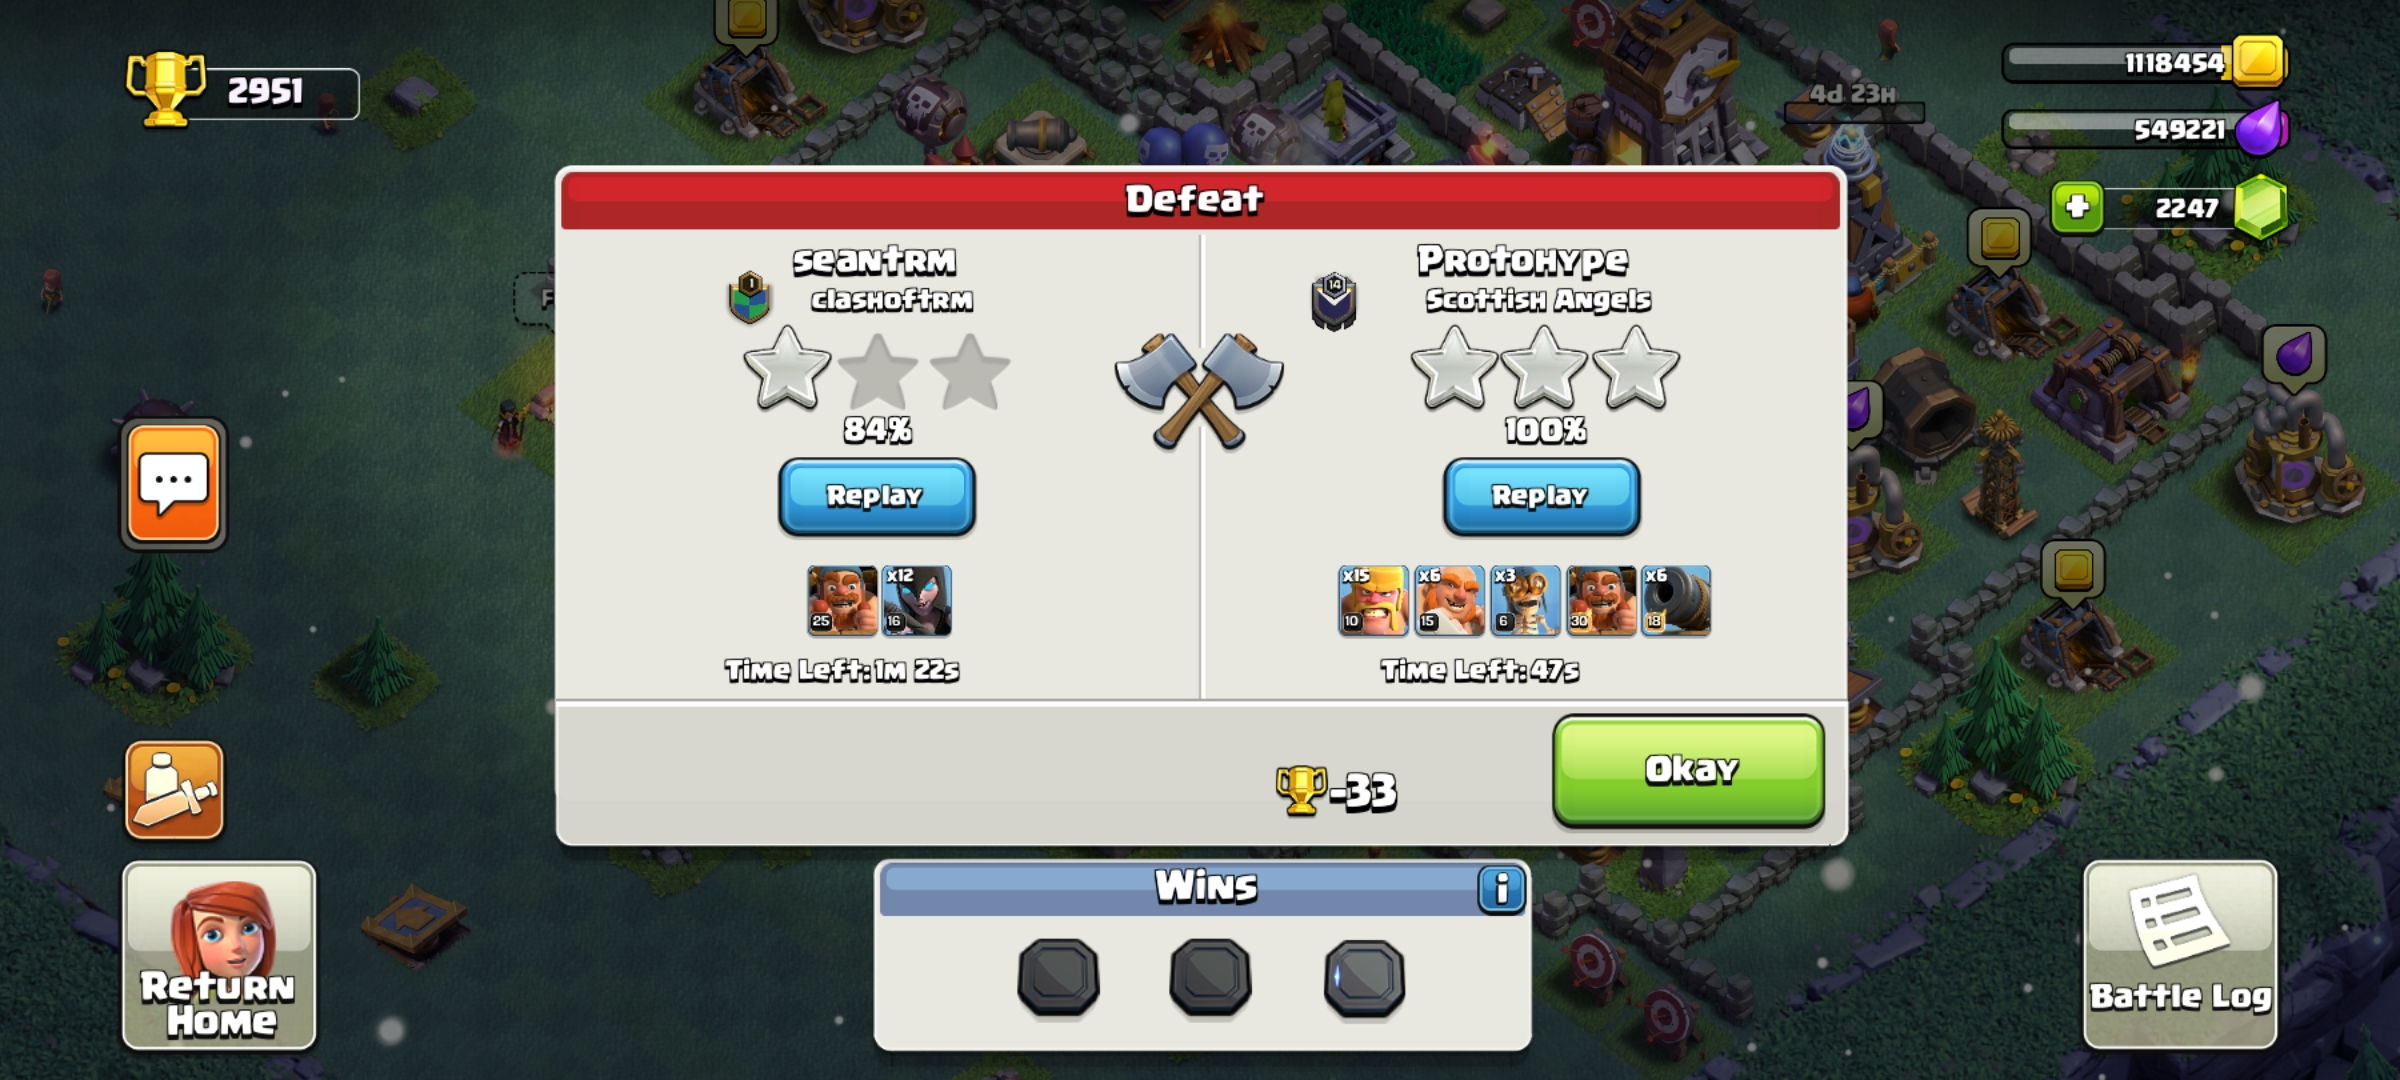 2951
1118454
549221
2247
4d 23H
Defeat
seantrm
1
clashoftrm
84%
Replay
25
x12
16
Time Left: 1m 22s
Protohype
14
Scottish Angels
100%
Replay
x15
10
x6
15
x3
6
30
x6
18
Time Left: 47s
-33
Okay
Wins
i
Return
Home
Battle Log